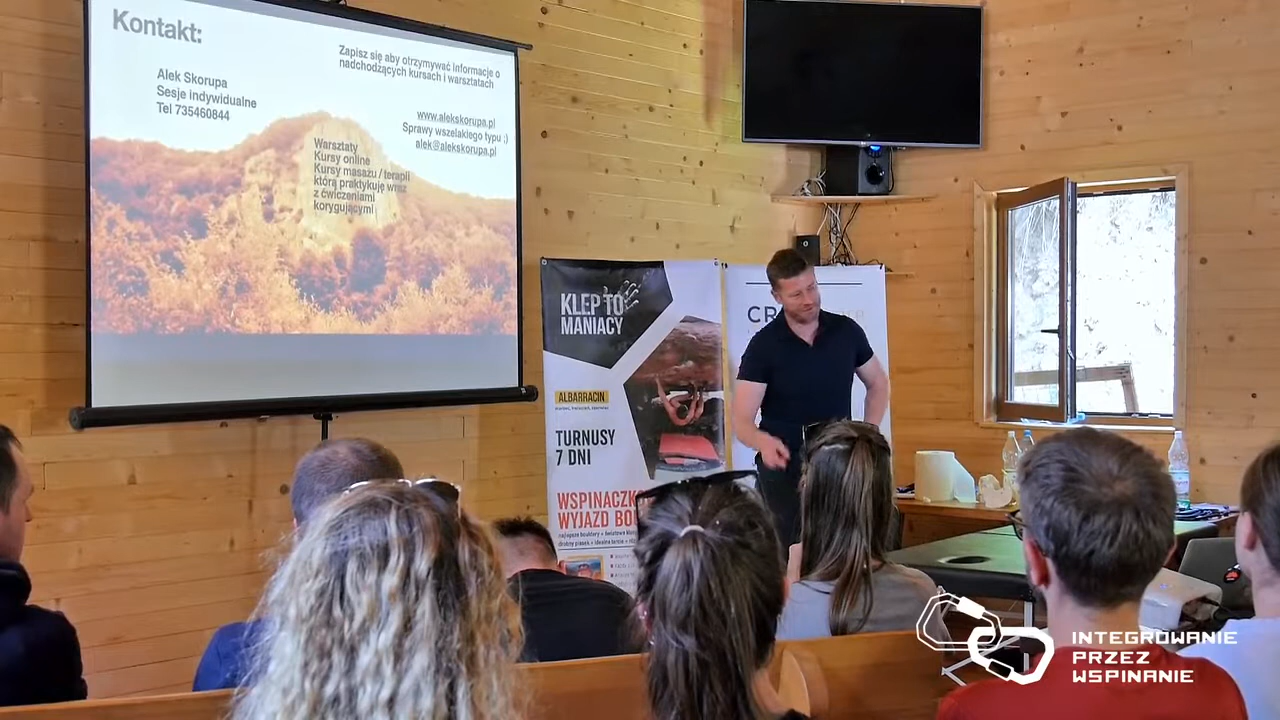 Kontakt:
Zapisz się aby otrzymywać informacje o
nadchodzących kursach i warsztatach
Alek Skorupa
Sesje indywidualne
Tel 735460844
www.alekskorupa.pl
Sprawy wszelakiego typu ;)
alek@alekskorupa.pl
Warsztaty
Kursy online
Kursy masażu / terapii
którą praktykuję wraz
z ćwiczeniami
korygującymi
KLEP TO
MANIACY
ALBARRACIN
TURNUSY
7 DNI
WYJAZD
INTEGROWANIE
PRZEZ
WSPINANIE